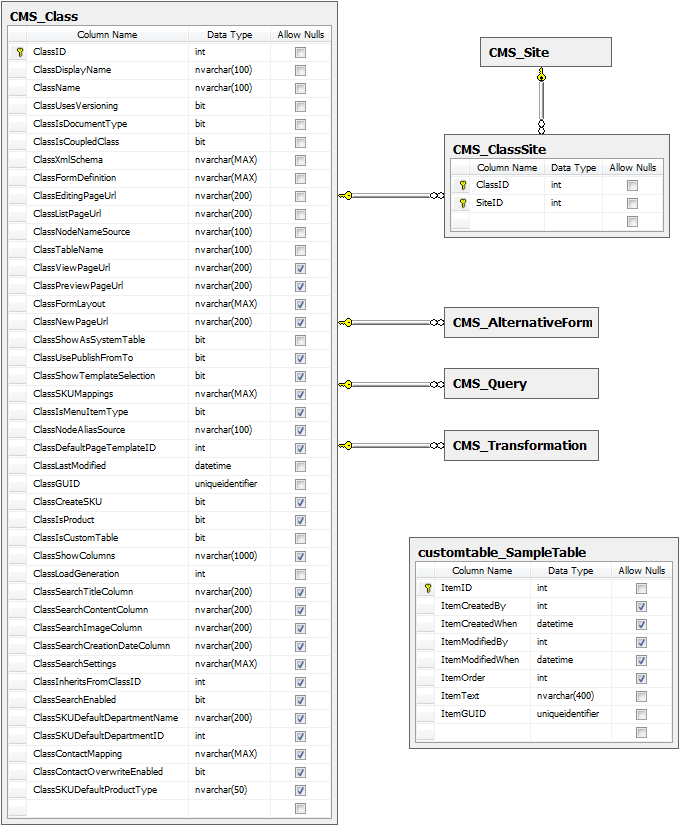 CMS_Class
Column Name Data Type Allow Nulls
ClassID int
ClassDisplayName nvarchar(100)
ClassName nvarchar(100)
ClassUsesVersioning bit
ClassIsDocumentType bit
ClassIsCoupledClass bit
ClassXmlSchema nvarchar(MAX)
ClassFormDefinition nvarchar(MAX)
ClassEditingPageUrl nvarchar(200)
ClassListPageUrl nvarchar(200)
ClassNodeNameSource nvarchar(100)
ClassTableName nvarchar(100)
ClassViewPageUrl nvarchar(200)
ClassPreviewPageUrl nvarchar(200)
ClassFormLayout nvarchar(MAX)
ClassNewPageUrl nvarchar(200)
ClassShowAsSystemTable bit
ClassUsePublishFromTo bit
ClassShowTemplateSelection bit
ClassSKUMappings nvarchar(MAX)
ClassIsMenuItemType bit
ClassNodeAliasSource nvarchar(100)
ClassDefaultPageTemplateID int
ClassLastModified datetime
ClassGUID uniqueidentifier
ClassCreateSKU bit
ClassIsProduct bit
ClassIsCustomTable bit
ClassShowColumns nvarchar(1000)
ClassLoadGeneration int
ClassSearchTitleColumn nvarchar(200)
ClassSearchContentColumn nvarchar(200)
ClassSearchImageColumn nvarchar(200)
ClassSearchCreationDateColumn nvarchar(200)
ClassSearchSettings nvarchar(MAX)
ClassInheritsFromClassID int
ClassSearchEnabled bit
ClassSKUDefaultDepartmentName nvarchar(200)
ClassSKUDefaultDepartmentID int
ClassContactMapping nvarchar(MAX)
ClassContactOverwriteEnabled bit
ClassSKUDefaultProductType nvarchar(50)
CMS_Site
CMS_ClassSite
Column Name Data Type Allow Nulls
ClassID int
SiteID int
CMS_AlternativeForm
CMS_Query
CMS_Transformation
customtable_SampleTable
Column Name Data Type Allow Nulls
ItemID int
ItemCreatedBy int
ItemCreatedWhen datetime
ItemModifiedBy int
ItemModifiedWhen datetime
ItemOrder int
ItemText nvarchar(400)
ItemGUID uniqueidentifier